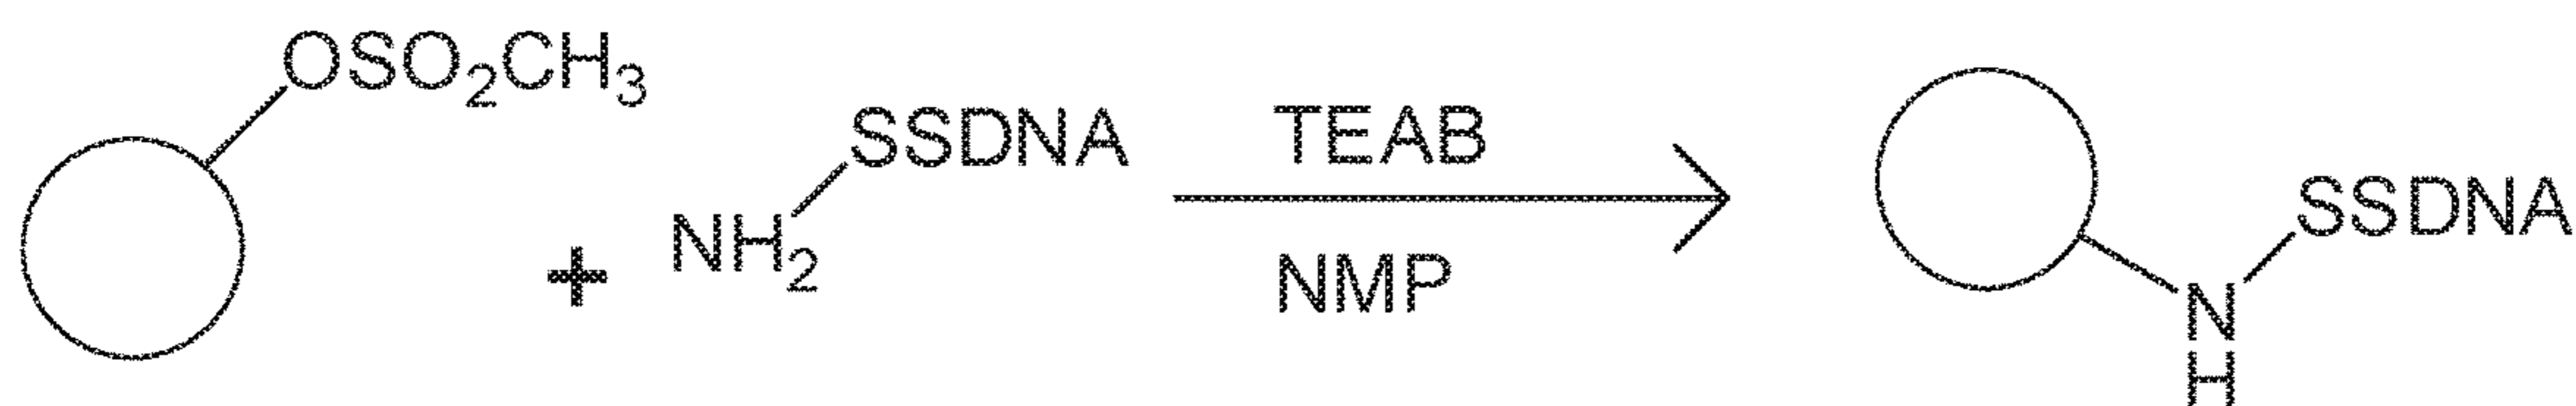 OSO₂CH₃
+
NH₂
SSDNA
TEAB
NMP
SSDNA
N
H